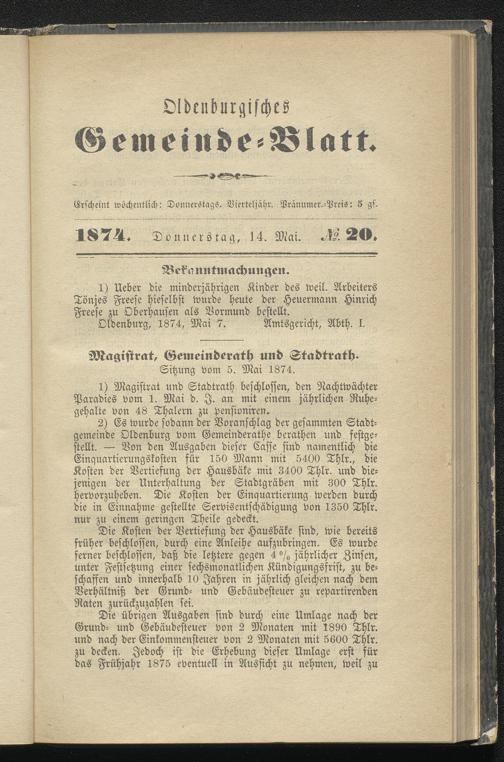 Oldenburgisches
Gemeinde-Blatt.
Erscheint wöchentlich: Donnerstags. Vierteljähr. Pränumer.-Preis: 5 gs.
1874. Donnerstag, 14. Mai. № 20.
Bekanntmachungen.
1) Ueber die minderjährigen Kinder des weil. Arbeiters
Tönjes Freese hieselbst wurde heute der Heuermann Hinrich
Freese zu Oberhausen als Vormund bestellt.
Oldenburg, 1874, Mai 7. Amtsgericht, Abth. I.
Magistrat, Gemeinderath und Stadtrath.
Sitzung vom 5. Mai 1874.
1) Magistrat und Stadtrath beschlossen, den Nachtwächter
Paradies vom 1. Mai d. J. an mit einem jährlichen Ruhe-
gehalte von 48 Thalern zu pensioniren.
2) Es wurde sodann der Voranschlag der gesammten Stadt-
gemeinde Oldenburg vom Gemeinderathe berathen und festge-
stellt. — Von den Ausgaben dieser Casse sind namentlich die
Einquartierungskosten für 150 Mann mit 5400 Thlr., die
Kosten der Vertiefung der Hausbäke mit 3400 Thlr. und die-
jenigen der Unterhaltung der Stadtgräben mit 300 Thlr.
hervorzuheben. Die Kosten der Einquartierung werden durch
die in Einnahme gestellte Servisentschädigung von 1350 Thlr.
nur zu einem geringen Theile gedeckt.
Die Kosten der Vertiefung der Hausbäke sind, wie bereits
früher beschlossen, durch eine Anleihe aufzubringen. Es wurde
ferner beschlossen, daß die letztere gegen 4% jährlicher Zinsen,
unter Festsetzung einer sechsmonatlichen Kündigungsfrist, zu be-
schaffen und innerhalb 10 Jahren in jährlich gleichen nach dem
Verhältniß der Grund- und Gebäudesteuer zu repartirenden
Raten zurückzuzahlen sei.
Die übrigen Ausgaben sind durch eine Umlage nach der
Grund- und Gebäudesteuer von 2 Monaten mit 1890 Thlr.
und nach der Einkommensteuer von 2 Monaten mit 5600 Thlr.
zu decken. Jedoch ist die Erhebung dieser Umlage erst für
das Frühjahr 1875 eventuell in Aussicht zu nehmen, weil zu